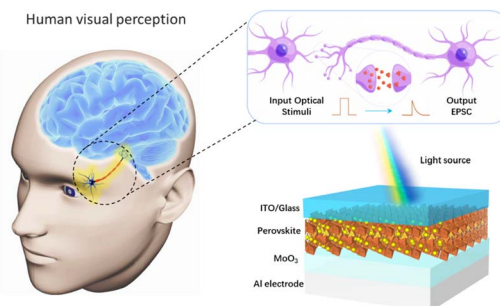 Human visual perception
Input Optical
Stimuli
Output
EPSC
Light source
ITO/Glass
Perovskite
MoO₃
Al electrode